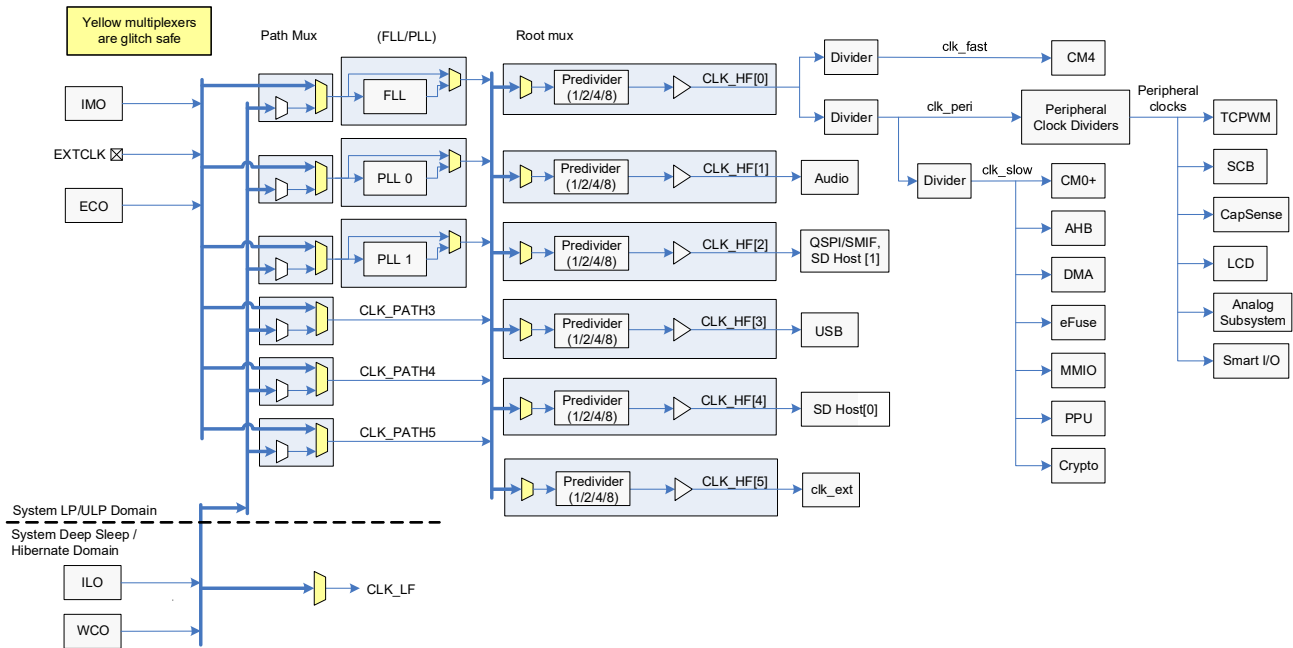 Yellow multiplexers
are glitch safe
Path Mux
(FLL/PLL)
Root mux
IMO
EXTCLK
ECO
FLL
PLL 0
PLL 1
CLK_PATH3
CLK_PATH4
CLK_PATH5
Predivider
(1/2/4/8)
CLK_HF[0]
Predivider
(1/2/4/8)
CLK_HF[1]
Predivider
(1/2/4/8)
CLK_HF[2]
Predivider
(1/2/4/8)
CLK_HF[3]
Predivider
(1/2/4/8)
CLK_HF[4]
Predivider
(1/2/4/8)
CLK_HF[5]
Divider
clk_fast
CM4
Divider
clk_peri
Peripheral
Clock Dividers
Peripheral
clocks
Divider
clk_slow
Audio
QSPI/SMIF,
SD Host [1]
USB
SD Host[0]
clk_ext
CM0+
AHB
DMA
eFuse
MMIO
PPU
Crypto
TCPWM
SCB
CapSense
LCD
Analog
Subsystem
Smart I/O
System LP/ULP Domain
System Deep Sleep /
Hibernate Domain
ILO
WCO
CLK_LF